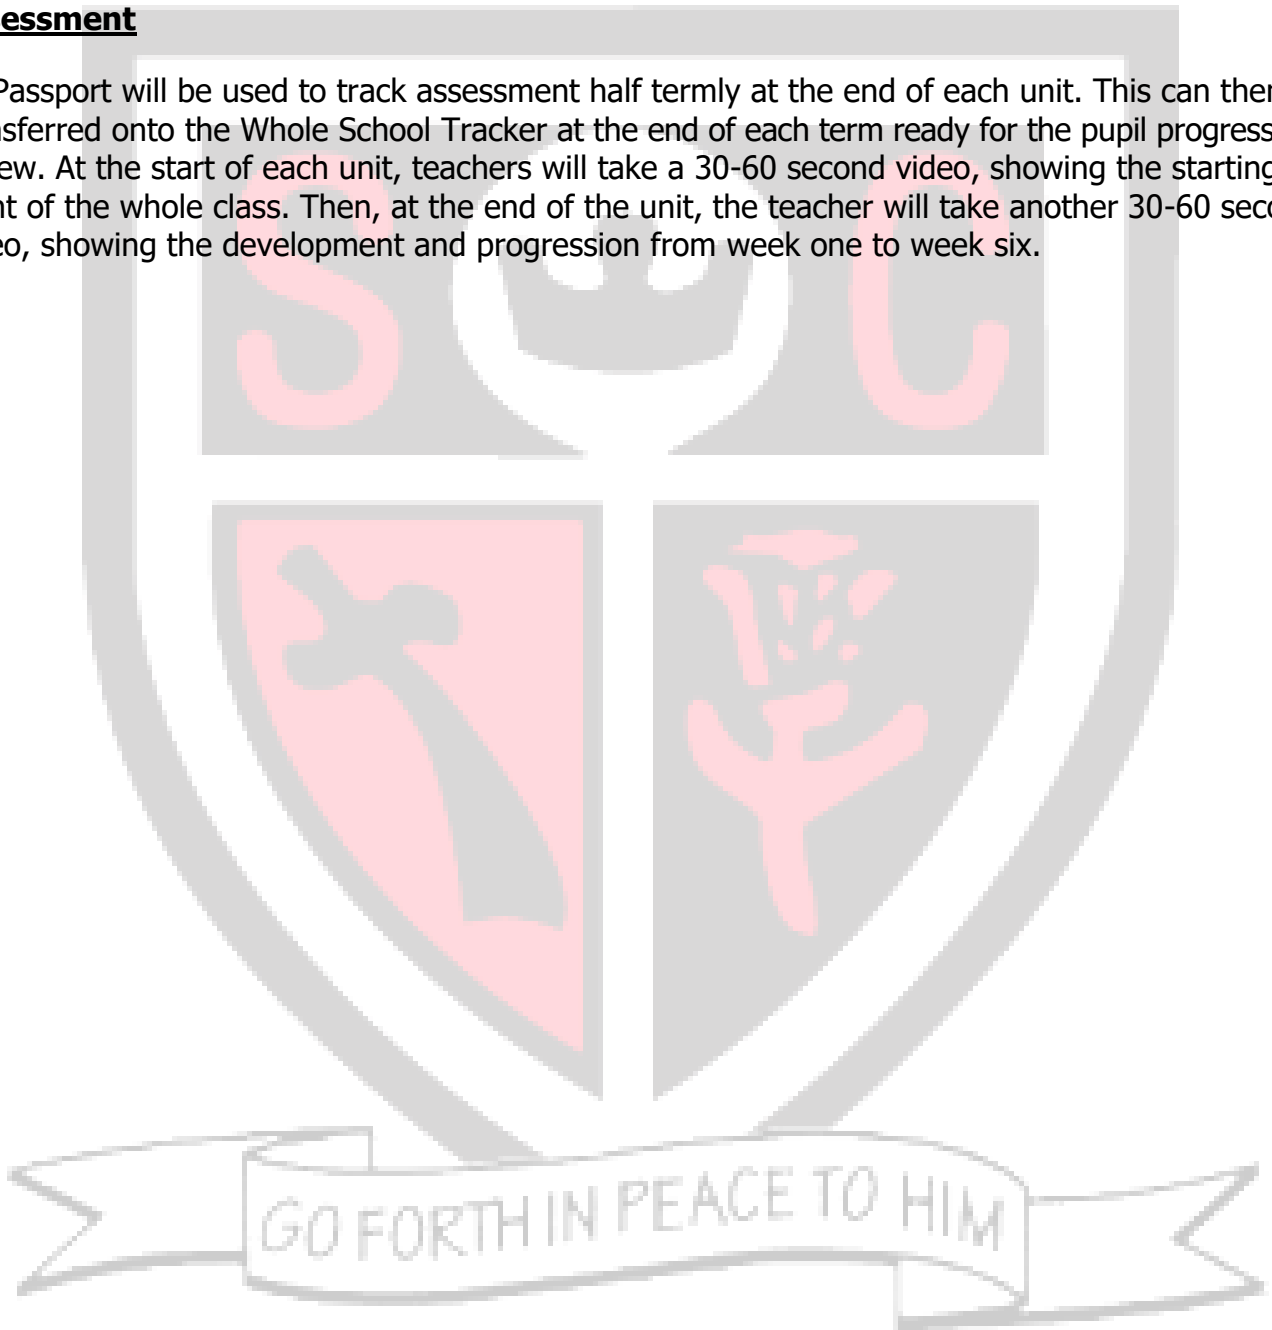 essment
Passport will be used to track assessment half termly at the end of each unit. This can then
nsferred onto the Whole School Tracker at the end of each term ready for the pupil progress
ew. At the start of each unit, teachers will take a 30-60 second video, showing the starting
nt of the whole class. Then, at the end of the unit, the teacher will take another 30-60 seco
eo, showing the development and progression from week one to week six.
S C
GO FORTH IN PEACE TO HIM